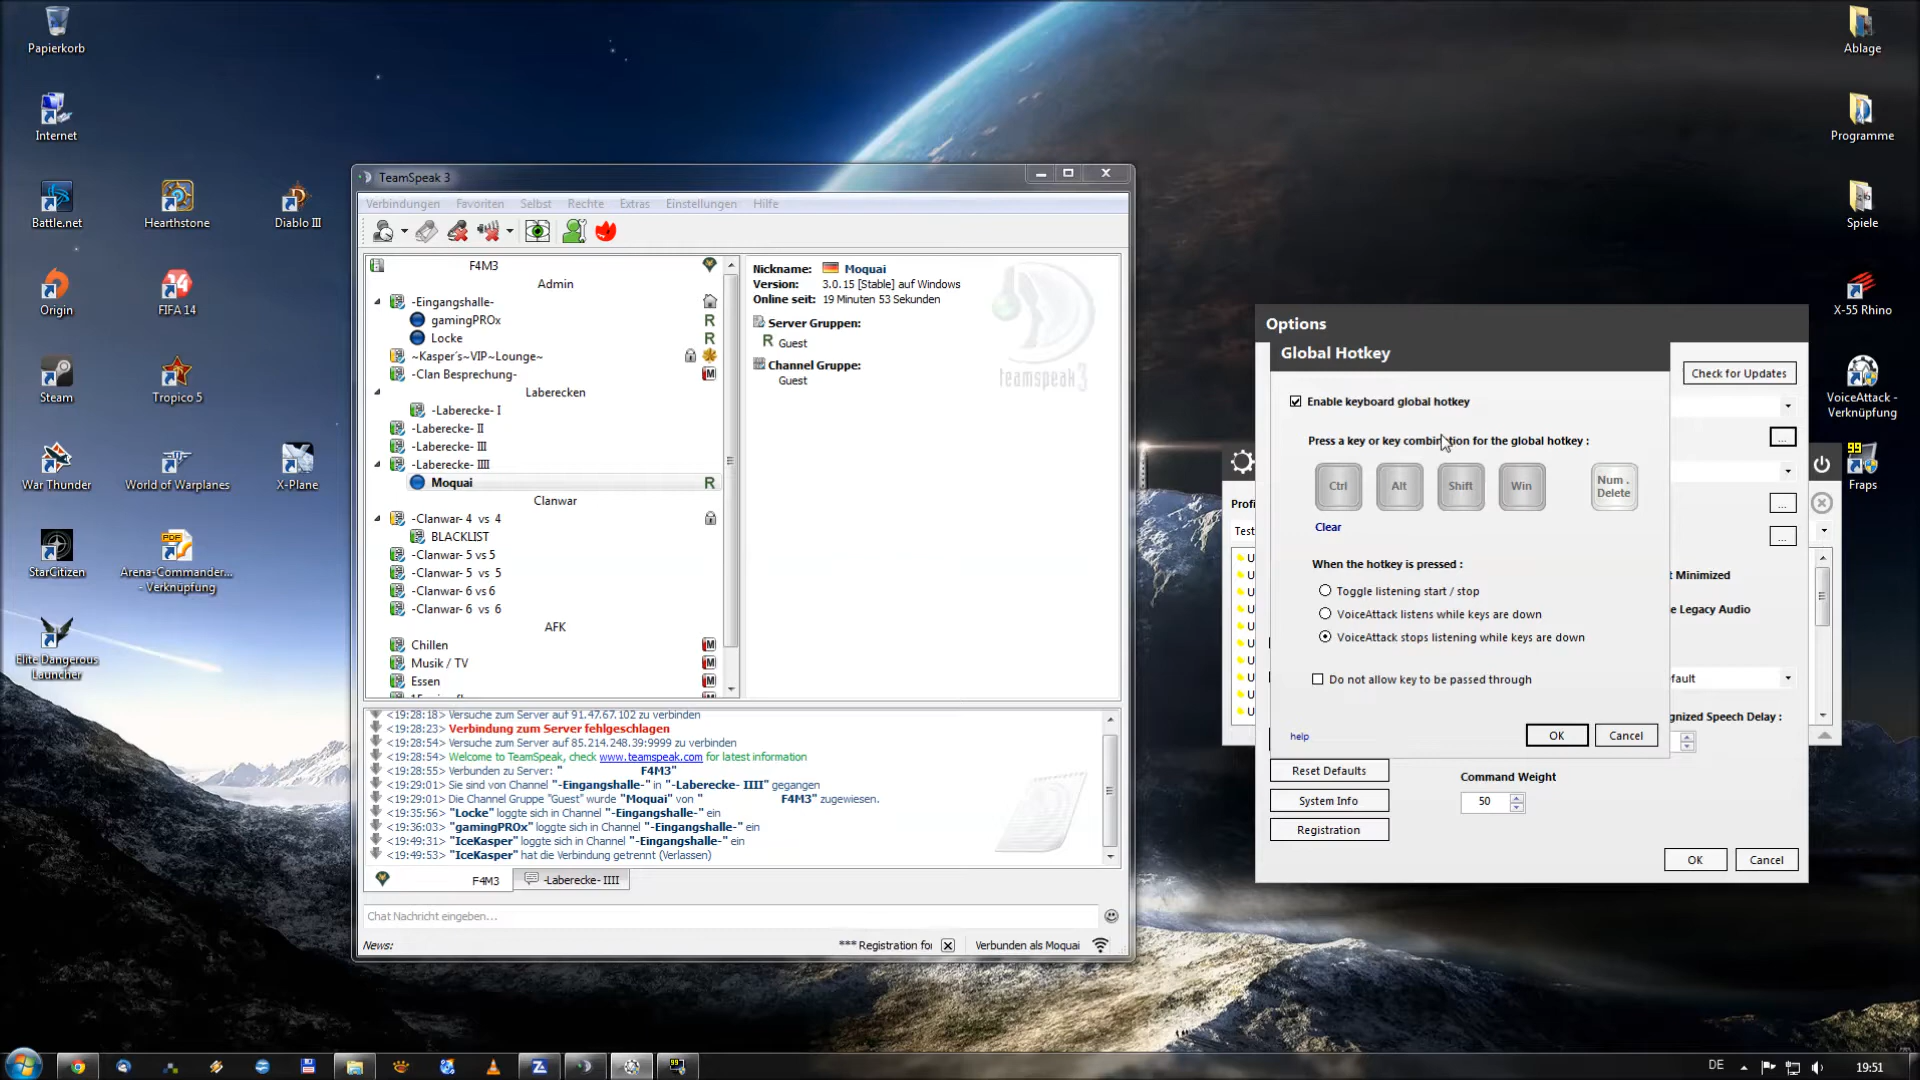 Papierkorb
Internet
Battle.net
Hearthstone
Diablo III
Origin
FIFA 14
Steam
Tropico 5
War Thunder
World of Warplanes
X-Plane
StarCitizen
Arena-Commander...
- Verknüpfung
Elite Dangerous
Launcher
TeamSpeak 3
Verbindungen Favoriten Selbst Rechte Extras Einstellungen Hilfe
F4M3
Admin
-Eingangshalle-
gamingPROx
Locke
~Kasper's~VIP~Lounge~
-Clan Besprechung-
Laberecken
-Laberecke- I
-Laberecke- II
-Laberecke- III
-Laberecke- IIII
Moquai
Clanwar
-Clanwar- 4 vs 4
BLACKLIST
-Clanwar- 5 vs 5
-Clanwar- 5 vs 5
-Clanwar- 6 vs 6
-Clanwar- 6 vs 6
AFK
Chillen
Musik / TV
Essen
Nickname: Moquai
Version: 3.0.15 [Stable] auf Windows
Online seit: 19 Minuten 53 Sekunden
Server Gruppen:
R Guest
Channel Gruppe:
Guest
teamspeak3
<19:28:18> Versuche zum Server auf 91.47.67.102 zu verbinden
<19:28:23> Verbindung zum Server fehlgeschlagen
<19:28:54> Versuche zum Server auf 85.214.248.39:9999 zu verbinden
<19:28:54> Welcome to TeamSpeak, check www.teamspeak.com for latest information
<19:28:55> Verbunden zu Server: " F4M3"
<19:29:01> Sie sind von Channel "-Eingangshalle-" in "-Laberecke- IIII" gegangen
<19:29:01> Die Channel Gruppe "Guest" wurde "Moquai" von " F4M3" zugewiesen.
<19:35:56> "Locke" loggte sich in Channel "-Eingangshalle-" ein
<19:36:03> "gamingPROx" loggte sich in Channel "-Eingangshalle-" ein
<19:49:31> "IceKasper" loggte sich in Channel "-Eingangshalle-" ein
<19:49:53> "IceKasper" hat die Verbindung getrennt (Verlassen)
F4M3
-Laberecke- IIII
Chat Nachricht eingeben...
News: *** Registration for Verbunden als Moquai
Options
Global Hotkey
Check for Updates
Enable keyboard global hotkey
Press a key or key combination for the global hotkey :
Ctrl Alt Shift Win Num . Delete
Clear
When the hotkey is pressed :
Toggle listening start / stop
VoiceAttack listens while keys are down
VoiceAttack stops listening while keys are down
Do not allow key to be passed through
help
OK
Cancel
Profi
Test
t Minimized
e Legacy Audio
efault
gnized Speech Delay :
Reset Defaults
System Info
Registration
Command Weight
50
OK
Cancel
Ablage
Programme
Spiele
X-55 Rhino
VoiceAttack -
Verknüpfung
99
Fraps
DE
19:51